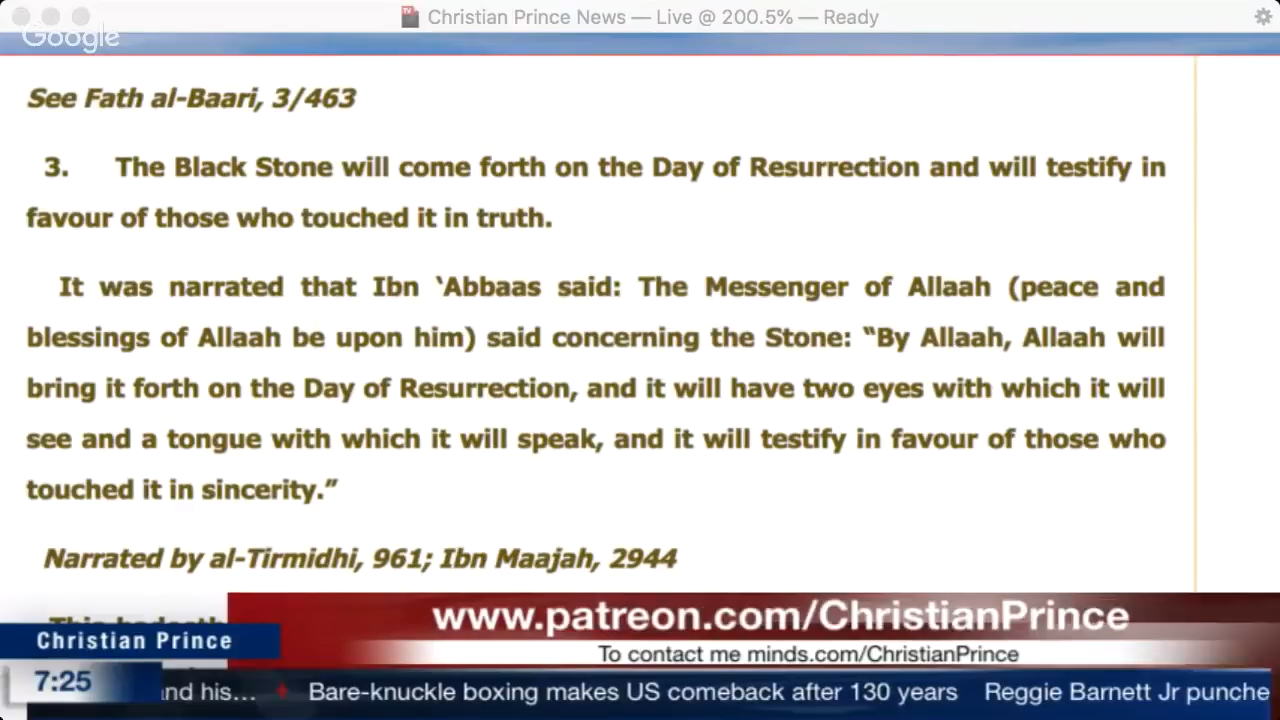 Christian Prince News — Live @ 200.5% — Ready
Google
See Fath al-Baari, 3/463
3. The Black Stone will come forth on the Day of Resurrection and will testify in
favour of those who touched it in truth.
It was narrated that Ibn ‘Abbaas said: The Messenger of Allaah (peace and
blessings of Allaah be upon him) said concerning the Stone: “By Allaah, Allaah will
bring it forth on the Day of Resurrection, and it will have two eyes with which it will
see and a tongue with which it will speak, and it will testify in favour of those who
touched it in sincerity.”
Narrated by al-Tirmidhi, 961; Ibn Maajah, 2944
www.patreon.com/ChristianPrince
Christian Prince
To contact me minds.com/ChristianPrince
7:25
and his... Bare-knuckle boxing makes US comeback after 130 years Reggie Barnett Jr punche